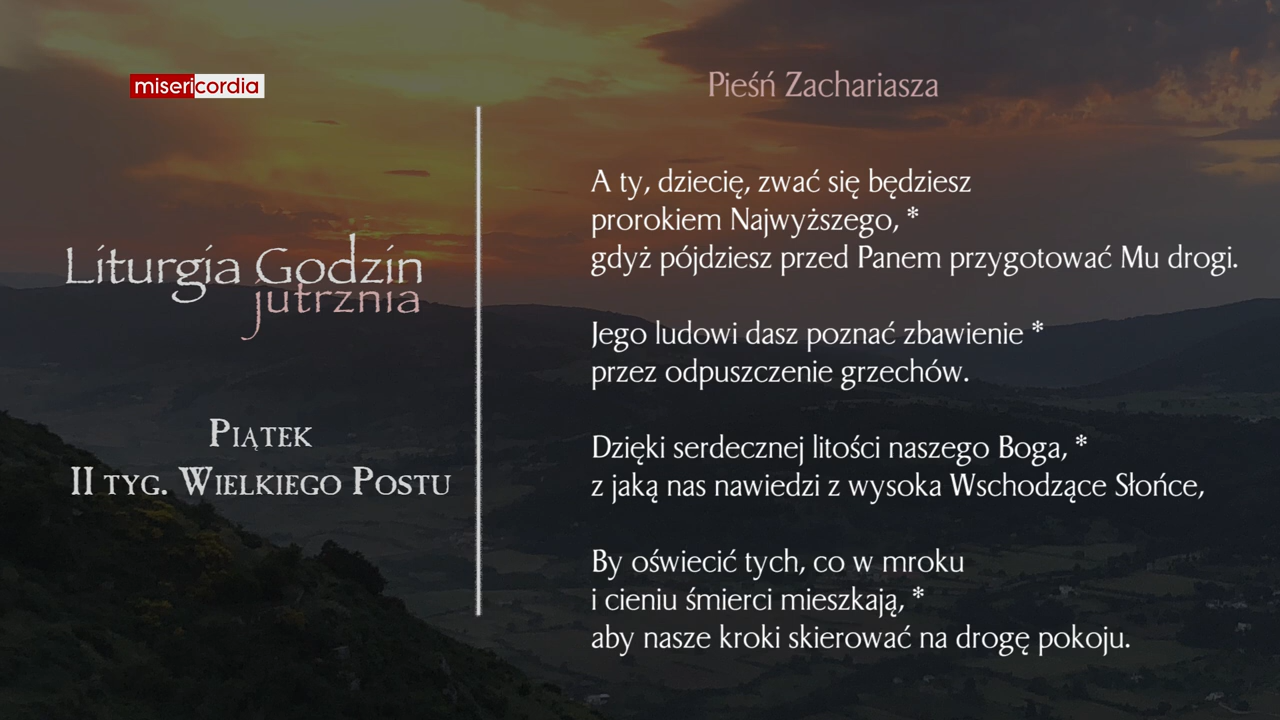 misericordia
Liturgia Godzin
jutrznia
Piątek
II tyg. Wielkiego Postu
Pieśń Zachariasza
A ty, dziecię, zwać się będziesz
prorokiem Najwyższego, *
gdyż pójdziesz przed Panem przygotować Mu drogi.
Jego ludowi dasz poznać zbawienie *
przez odpuszczenie grzechów.
Dzięki serdecznej litości naszego Boga, *
z jaką nas nawiedzi z wysoka Wschodzące Słońce,
By oświecić tych, co w mroku
i cieniu śmierci mieszkają, *
aby nasze kroki skierować na drogę pokoju.